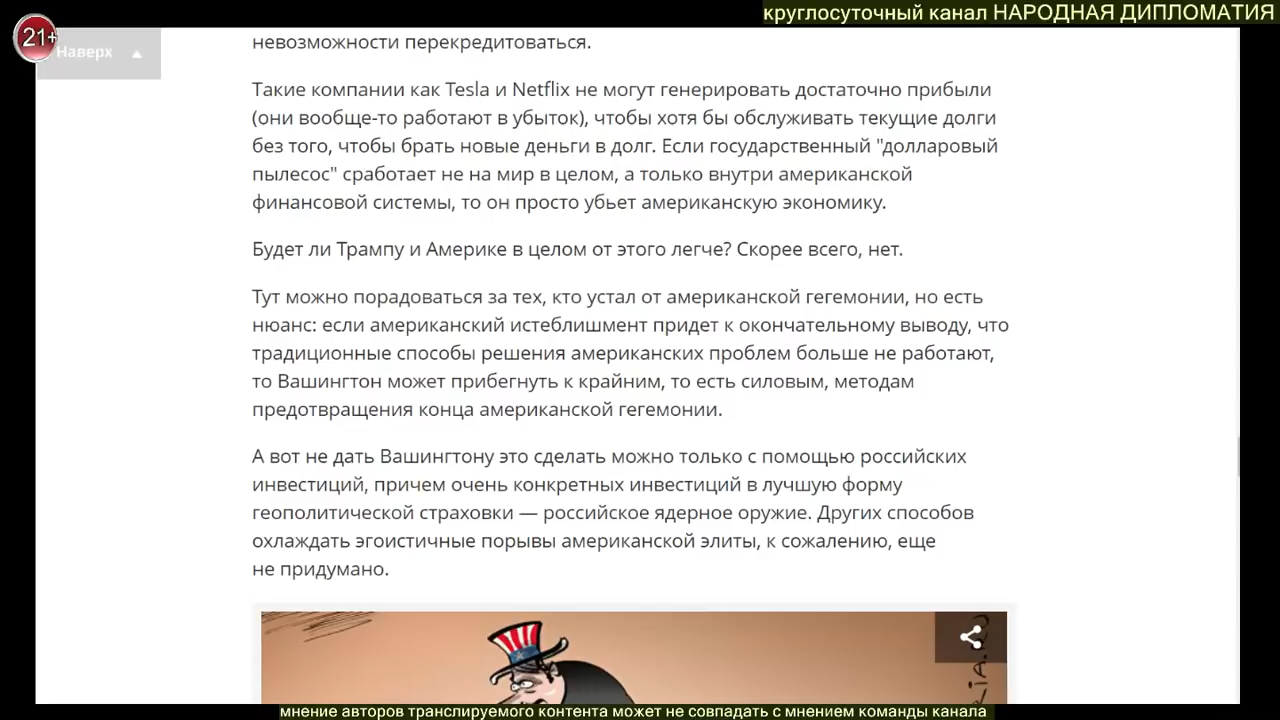 круглосуточный канал НАРОДНАЯ ДИПЛОМАТИЯ
21+
Наверх
невозможности перекредитоваться.
Такие компании как Tesla и Netflix не могут генерировать достаточно прибыли
(они вообще-то работают в убыток), чтобы хотя бы обслуживать текущие долги
без того, чтобы брать новые деньги в долг. Если государственный "долларовый
пылесос" сработает не на мир в целом, а только внутри американской
финансовой системы, то он просто убьет американскую экономику.
Будет ли Трампу и Америке в целом от этого легче? Скорее всего, нет.
Тут можно порадоваться за тех, кто устал от американской гегемонии, но есть
нюанс: если американский истеблишмент придет к окончательному выводу, что
традиционные способы решения американских проблем больше не работают,
то Вашингтон может прибегнуть к крайним, то есть силовым, методам
предотвращения конца американской гегемонии.
А вот не дать Вашингтону это сделать можно только с помощью российских
инвестиций, причем очень конкретных инвестиций в лучшую форму
геополитической страховки — российское ядерное оружие. Других способов
охлаждать эгоистичные порывы американской элиты, к сожалению, еще
не придумано.
мнение авторов транслируемого контента может не совпадать с мнением команды канала